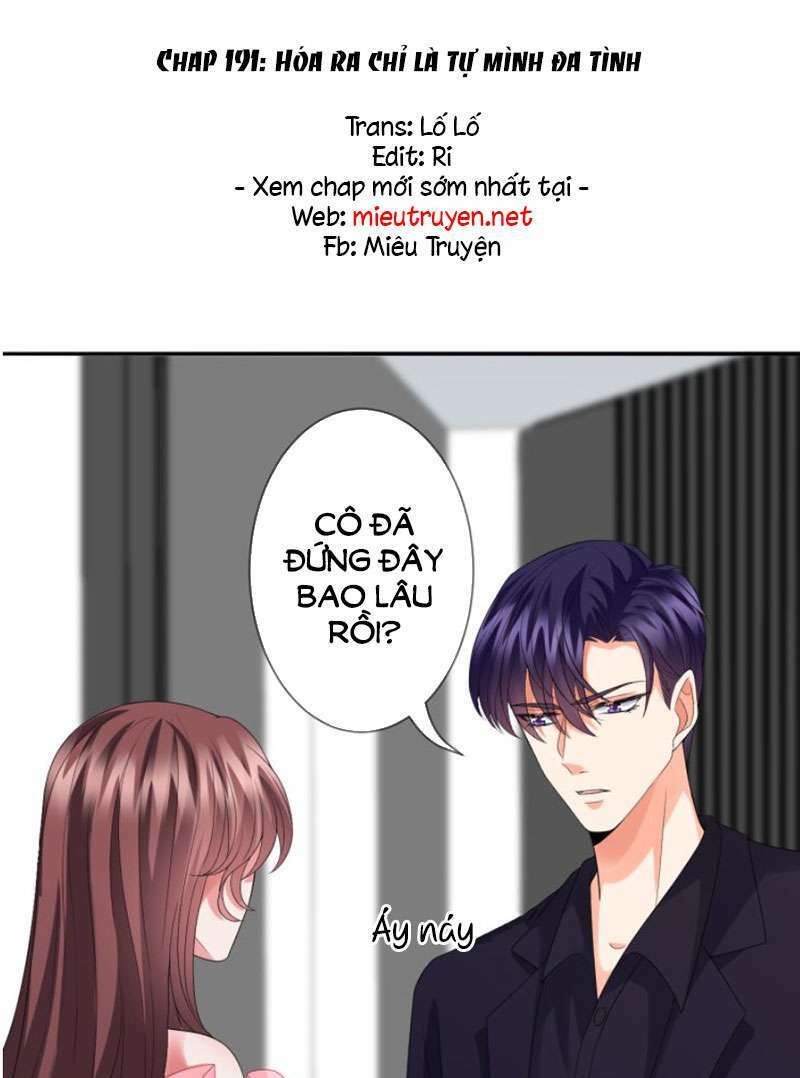 Chap 191: Hóa ra chỉ là tự mình đa tình
Trans: Lố Lố
Edit: Ri
- Xem chap mới sớm nhất tại -
Web: mieutruyen.net
Fb: Miêu Truyện
CÔ ĐÃ
ĐỨNG ĐÂY
BAO LÂU
RỒI?
Áy náy